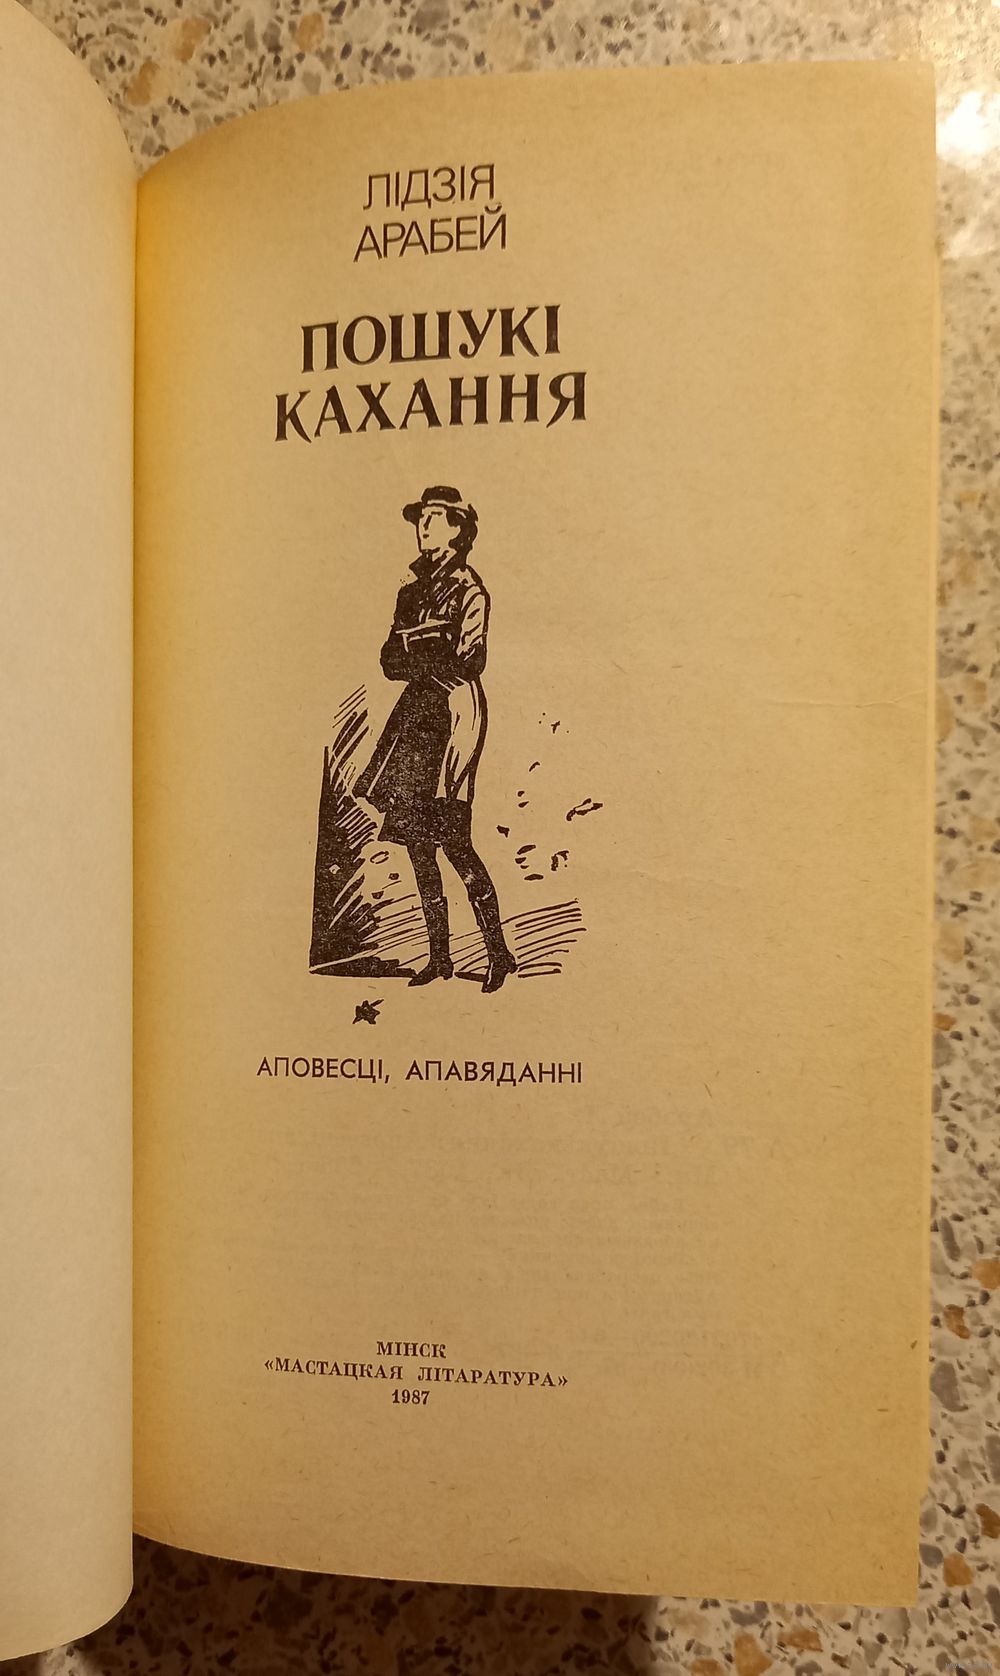 ЛІДЗІЯ
АРАБЕЙ
ПОШУКІ
КАХАННЯ
АПОВЕСЦІ, АПАВЯДАННІ
МІНСК
«МАСТАЦКАЯ ЛІТАРАТУРА»
1987